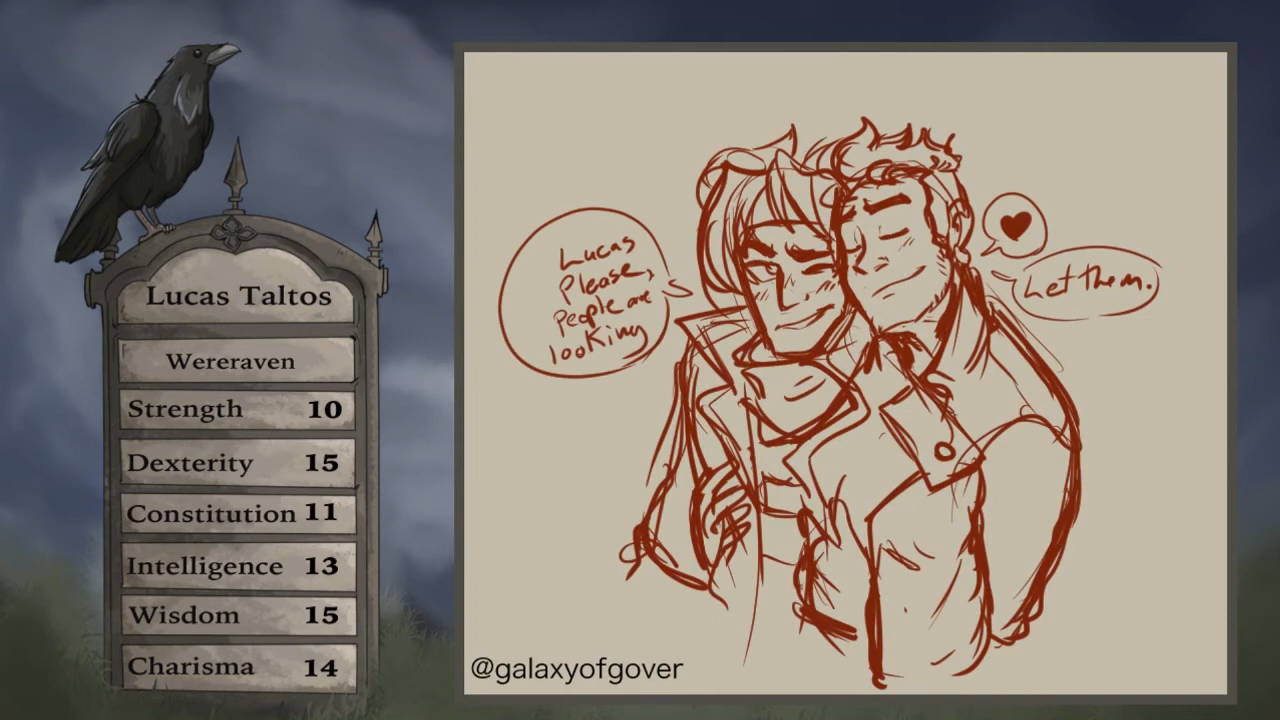 Lucas Taltos
Wereraven
Strength 10
Dexterity 15
Constitution 11
Intelligence 13
Wisdom 15
Charisma 14
Lucas
Please,
people are
looking
Let them.
@galaxyofgover